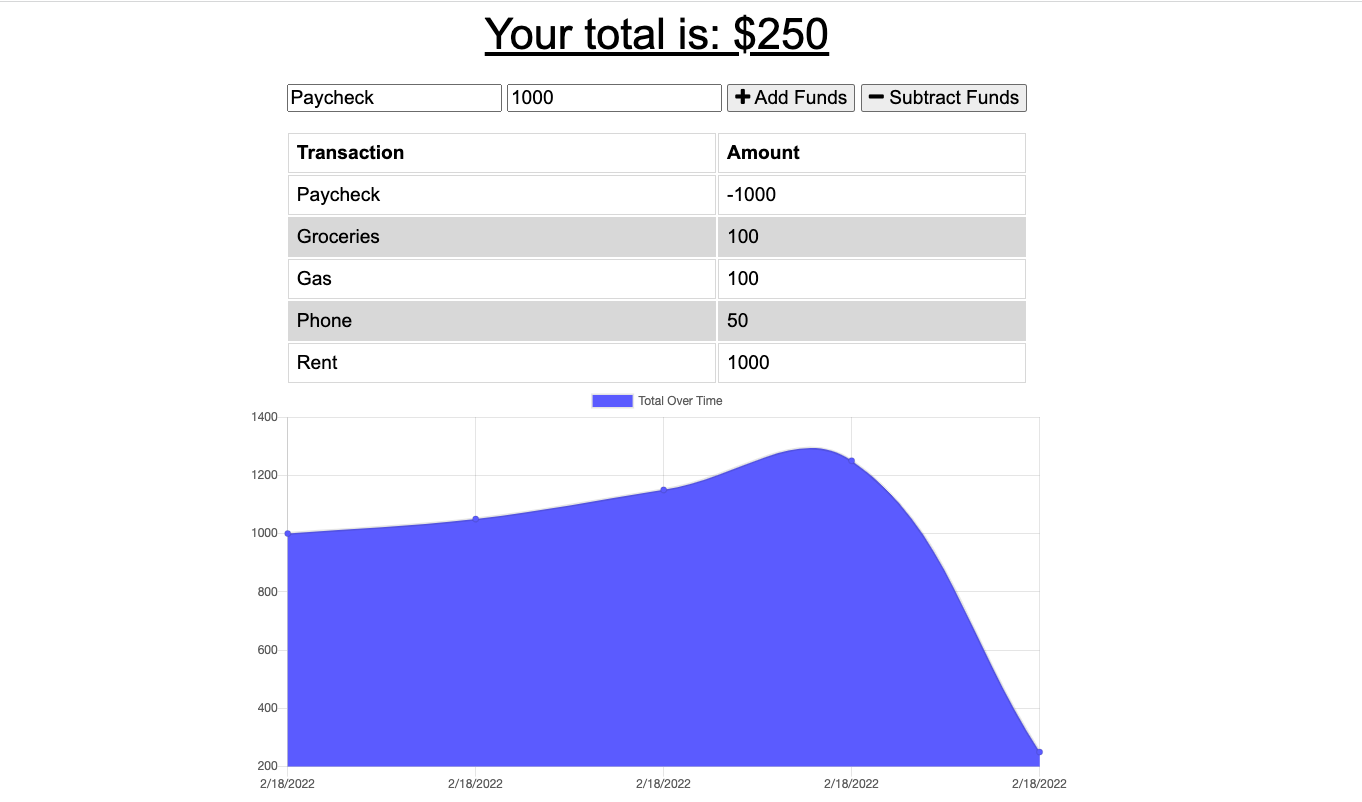 Your total is: $250
Paycheck 1000 Add Funds Subtract Funds
Transaction Amount
Paycheck -1000
Groceries 100
Gas 100
Phone 50
Rent 1000
Total Over Time
1400
1200
1000
800
600
400
200
2/18/2022 2/18/2022 2/18/2022 2/18/2022 2/18/2022